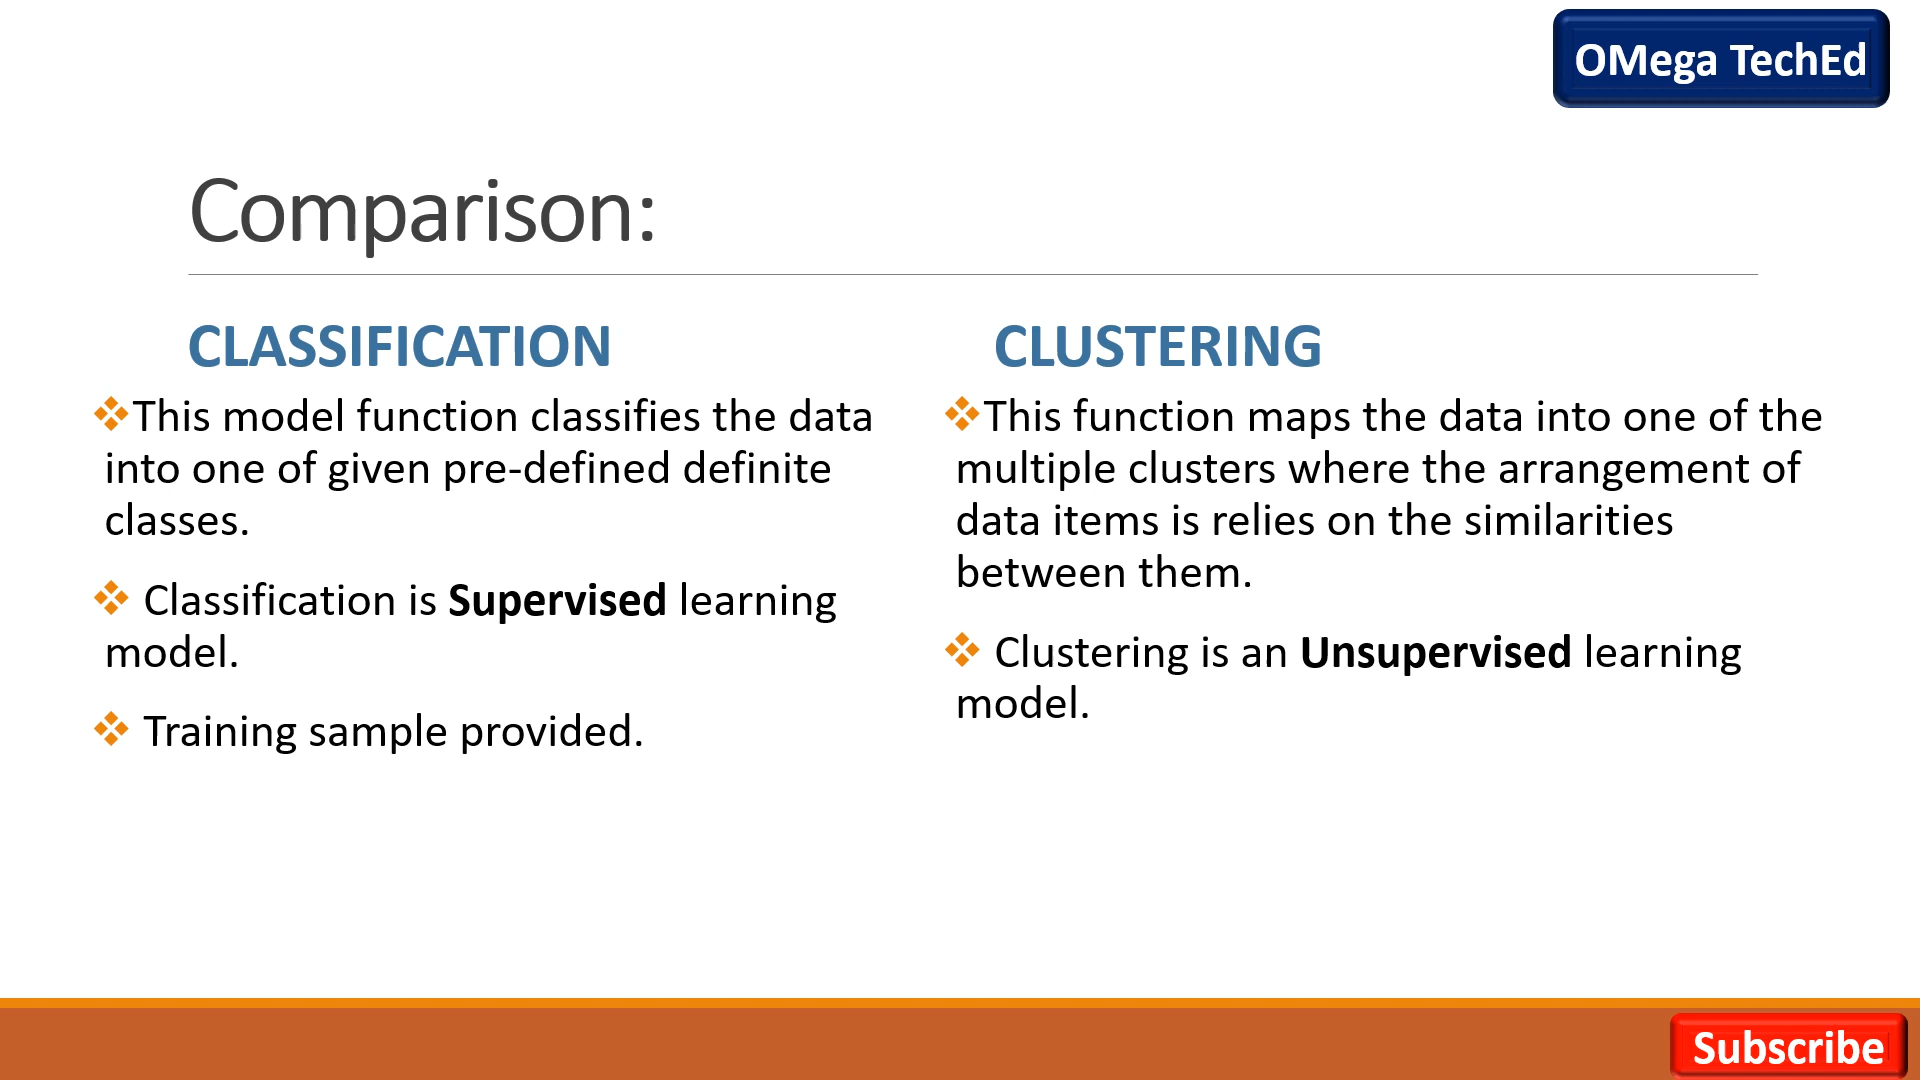 OMega TechEd
Comparison:
CLASSIFICATION
This model function classifies the data
into one of given pre-defined definite
classes.
Classification is Supervised learning
model.
Training sample provided.
CLUSTERING
This function maps the data into one of the
multiple clusters where the arrangement of
data items is relies on the similarities
between them.
Clustering is an Unsupervised learning
model.
Subscribe